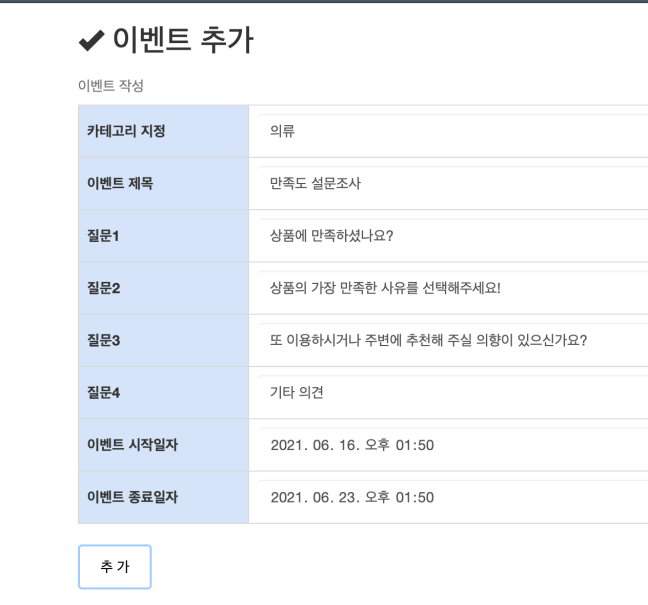 이벤트 추가
이벤트 작성
카테고리 지정 의류
이벤트 제목 만족도 설문조사
질문1 상품에 만족하셨나요?
질문2 상품의 가장 만족한 사유를 선택해주세요!
질문3 또 이용하시거나 주변에 추천해 주실 의향이 있으신가요?
질문4 기타 의견
이벤트 시작일자 2021. 06. 16. 오후 01:50
이벤트 종료일자 2021. 06. 23. 오후 01:50
추 가